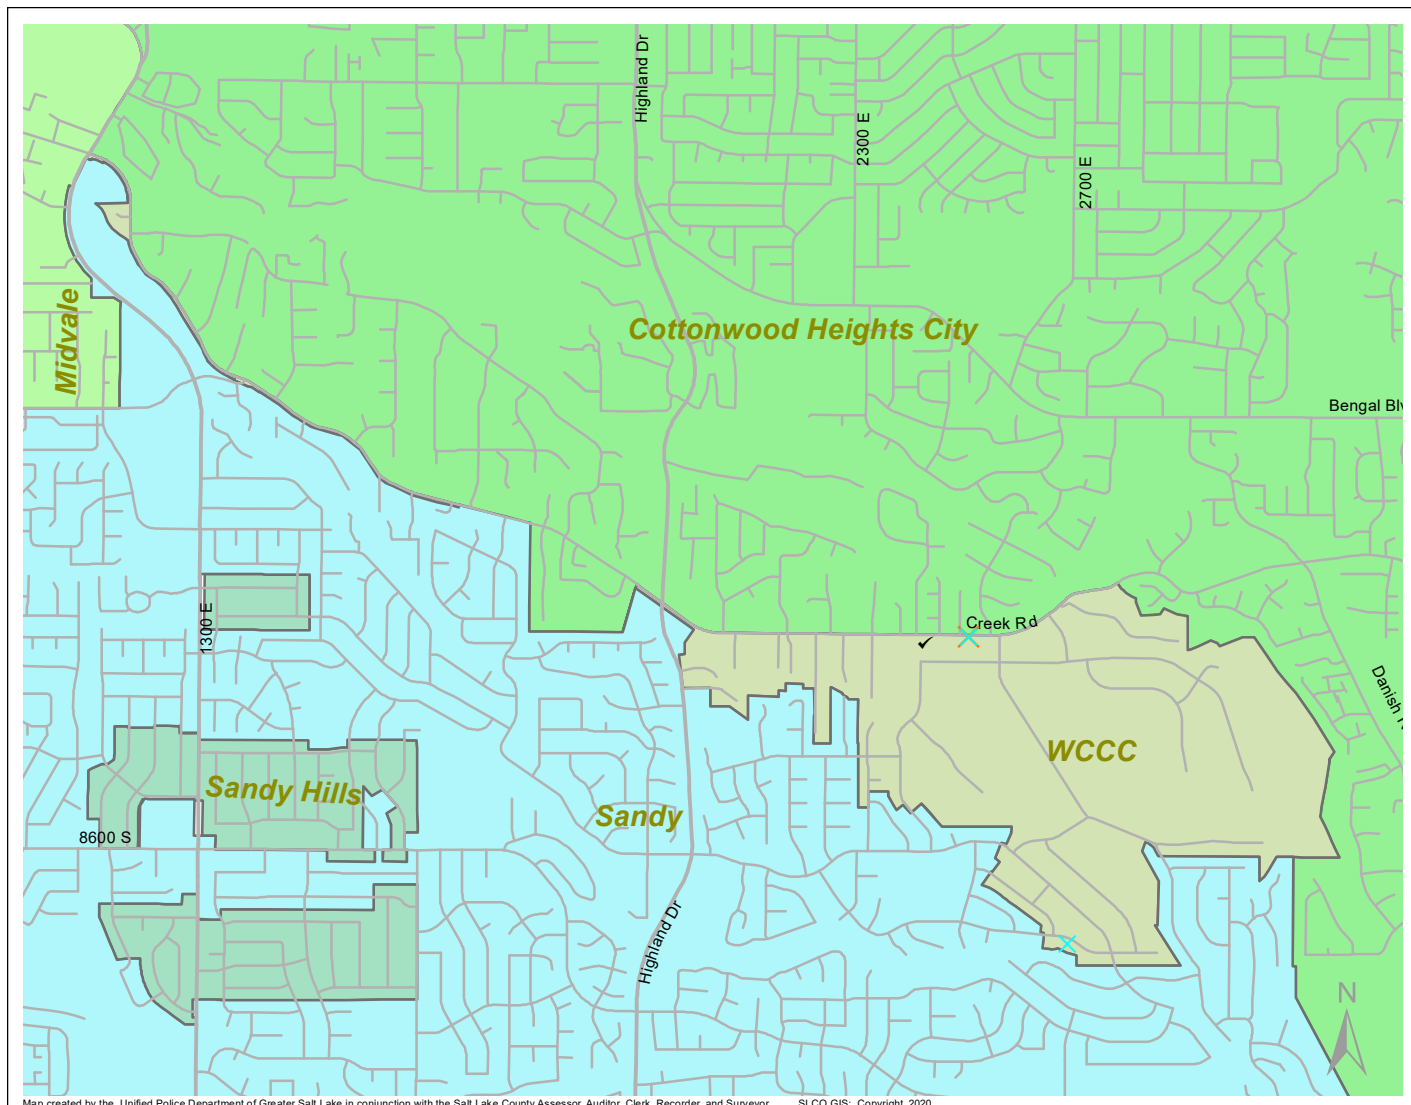 Highland Dr
2300 E
2700 E
Midvale
Cottonwood Heights City
Bengal Blv
1300 E
Creek Rd
Danish
WCCC
Sandy Hills
Sandy
8600 S
Highland Dr
N
Map created by the Unified Police Department of Greater Salt Lake in conjunction with the Salt Lake County Assessor, Auditor, Clerk, Recorder, and Surveyor SLCO GIS: Copyright 2020